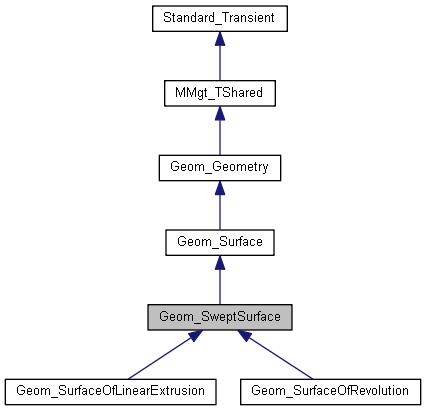 Standard_Transient
MMgt_TShared
Geom_Geometry
Geom_Surface
Geom_SweptSurface
Geom_SurfaceOfLinearExtrusion
Geom_SurfaceOfRevolution